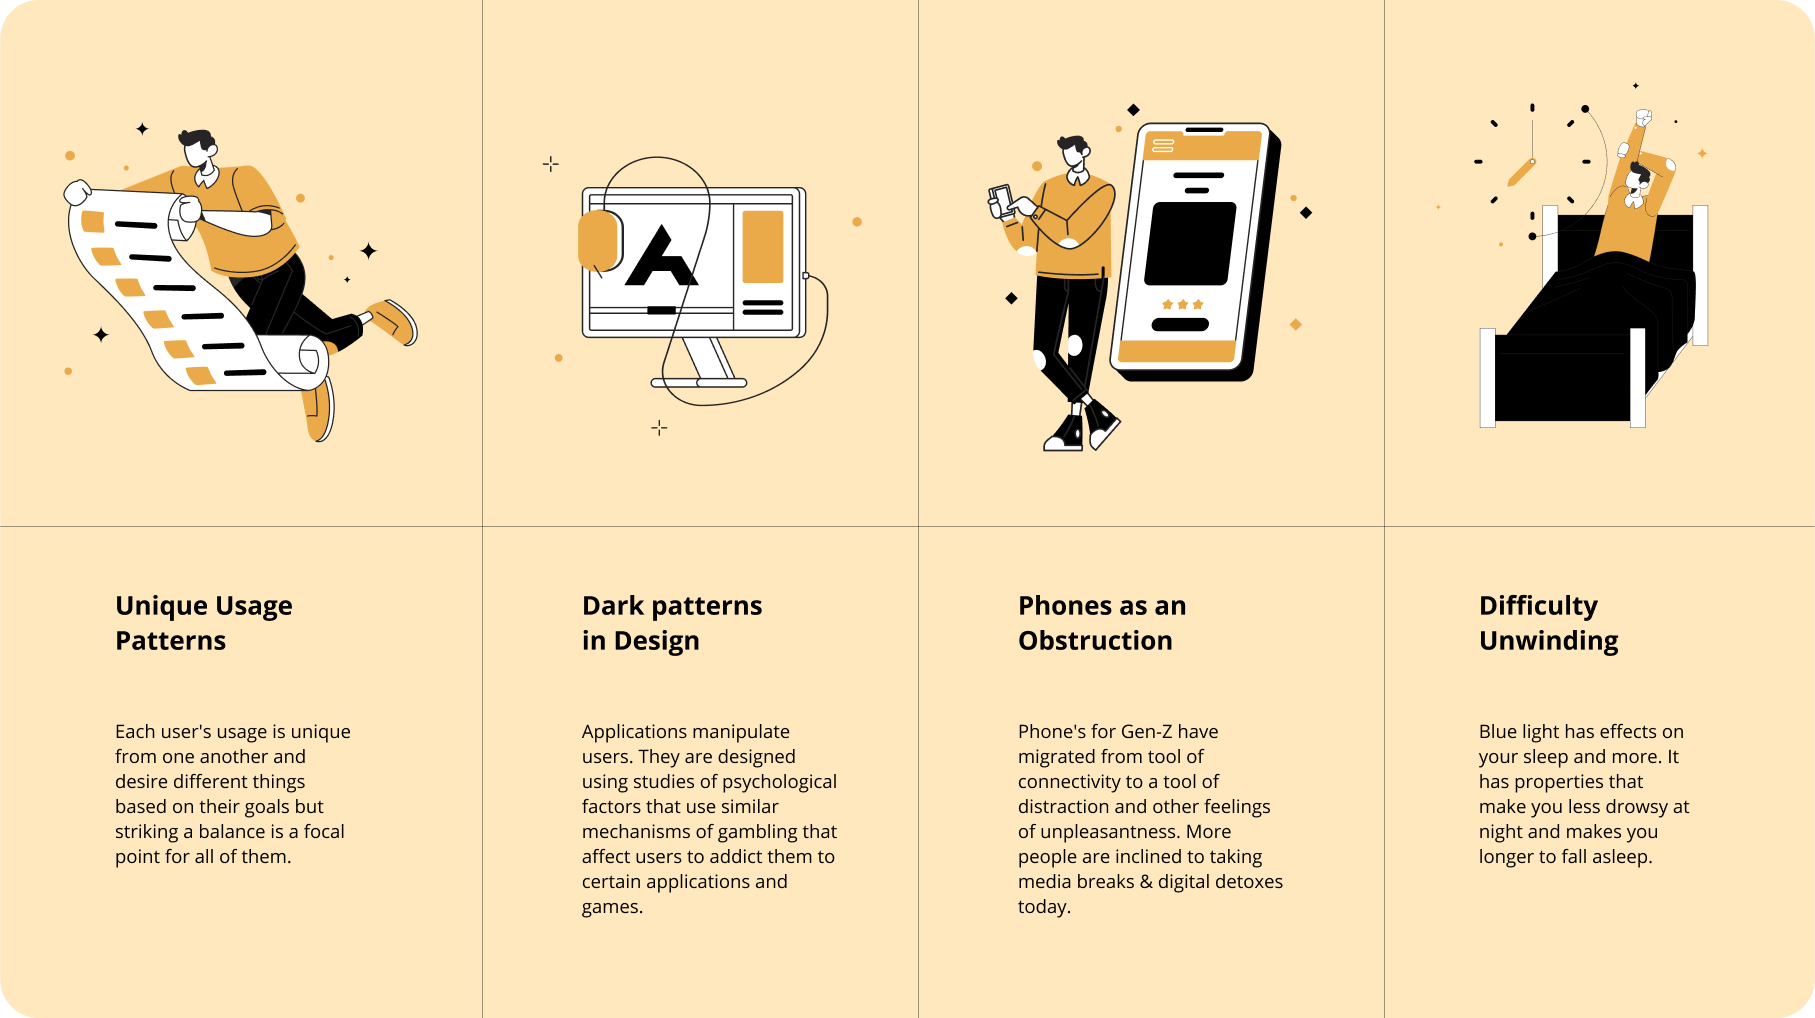 Unique Usage
Patterns
Each user's usage is unique
from one another and
desire different things
based on their goals but
striking a balance is a focal
point for all of them.
Dark patterns
in Design
Applications manipulate
users. They are designed
using studies of psychological
factors that use similar
mechanisms of gambling that
affect users to addict them to
certain applications and
games.
Phones as an
Obstruction
Phone's for Gen-Z have
migrated from tool of
connectivity to a tool of
distraction and other feelings
of unpleasantness. More
people are inclined to taking
media breaks & digital detoxes
today.
Difficulty
Unwinding
Blue light has effects on
your sleep and more. It
has properties that
make you less drowsy at
night and makes you
longer to fall asleep.